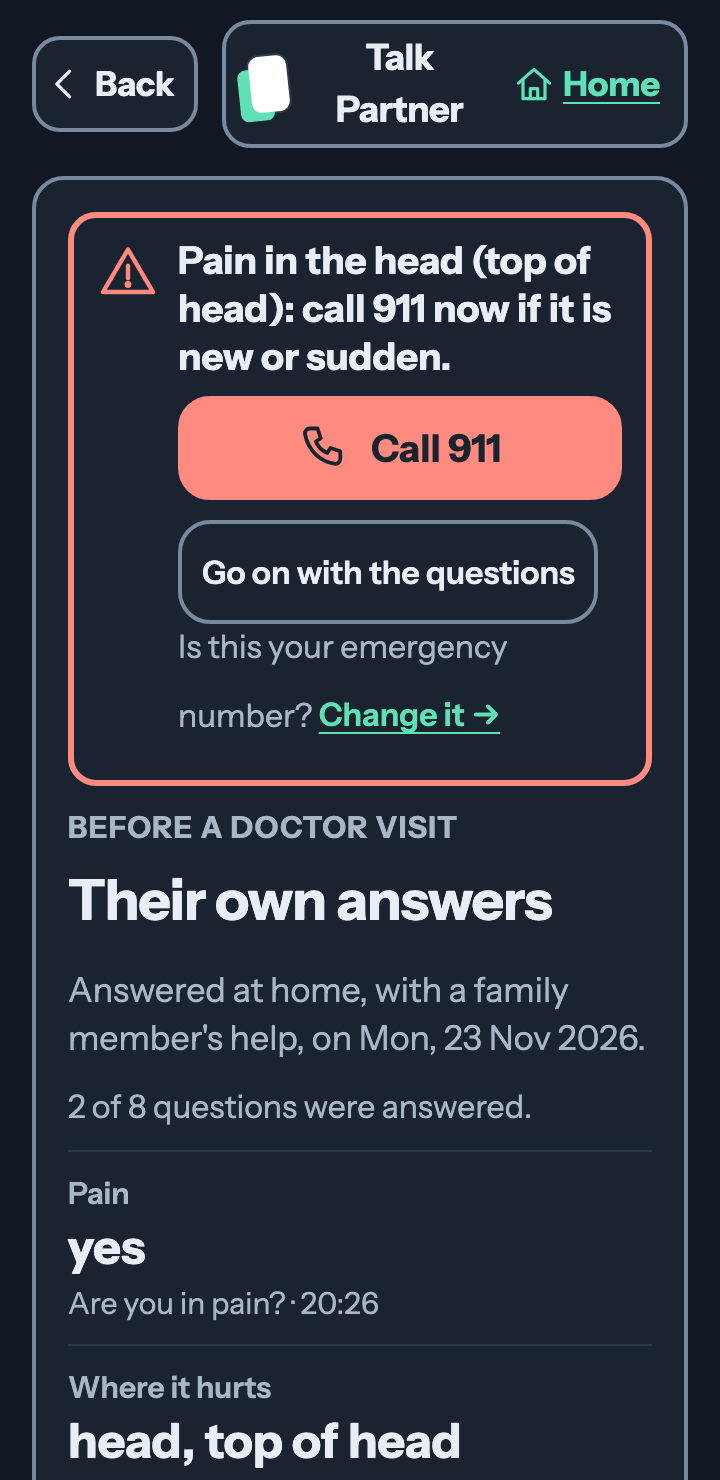 Back
Talk
Partner
Home
Pain in the head (top of
head): call 911 now if it is
new or sudden.
Call 911
Go on with the questions
Is this your emergency
number? Change it →
BEFORE A DOCTOR VISIT
Their own answers
Answered at home, with a family
member's help, on Mon, 23 Nov 2026.
2 of 8 questions were answered.
Pain
yes
Are you in pain? · 20:26
Where it hurts
head, top of head